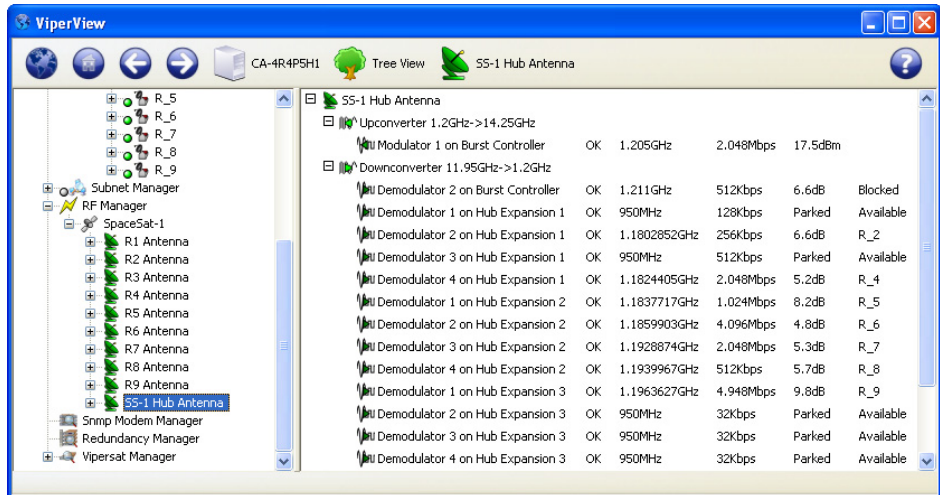 ViperView
CA-4R4P5H1 Tree View SS-1 Hub Antenna
R_5
R_6
R_7
R_8
R_9
Subnet Manager
RF Manager
SpaceSat-1
R1 Antenna
R2 Antenna
R3 Antenna
R4 Antenna
R5 Antenna
R6 Antenna
R7 Antenna
R8 Antenna
R9 Antenna
SS-1 Hub Antenna
Snmp Modem Manager
Redundancy Manager
Vipersat Manager
SS-1 Hub Antenna
Upconverter 1.2GHz->14.25GHz
Modulator 1 on Burst Controller OK 1.205GHz 2.048Mbps 17.5dBm
Downconverter 11.95GHz->1.2GHz
Demodulator 2 on Burst Controller OK 1.211GHz 512Kbps 6.6dB Blocked
Demodulator 1 on Hub Expansion 1 OK 950MHz 128Kbps Parked Available
Demodulator 2 on Hub Expansion 1 OK 1.1802852GHz 256Kbps 6.6dB R_2
Demodulator 3 on Hub Expansion 1 OK 950MHz 512Kbps Parked Available
Demodulator 4 on Hub Expansion 1 OK 1.1824405GHz 2.048Mbps 5.2dB R_4
Demodulator 1 on Hub Expansion 2 OK 1.1837717GHz 1.024Mbps 8.2dB R_5
Demodulator 2 on Hub Expansion 2 OK 1.1859903GHz 4.096Mbps 4.8dB R_6
Demodulator 3 on Hub Expansion 2 OK 1.1928874GHz 2.048Mbps 5.3dB R_7
Demodulator 4 on Hub Expansion 2 OK 1.1939967GHz 512Kbps 5.7dB R_8
Demodulator 1 on Hub Expansion 3 OK 1.1963627GHz 4.948Mbps 9.8dB R_9
Demodulator 2 on Hub Expansion 3 OK 950MHz 32Kbps Parked Available
Demodulator 3 on Hub Expansion 3 OK 950MHz 32Kbps Parked Available
Demodulator 4 on Hub Expansion 3 OK 950MHz 32Kbps Parked Available